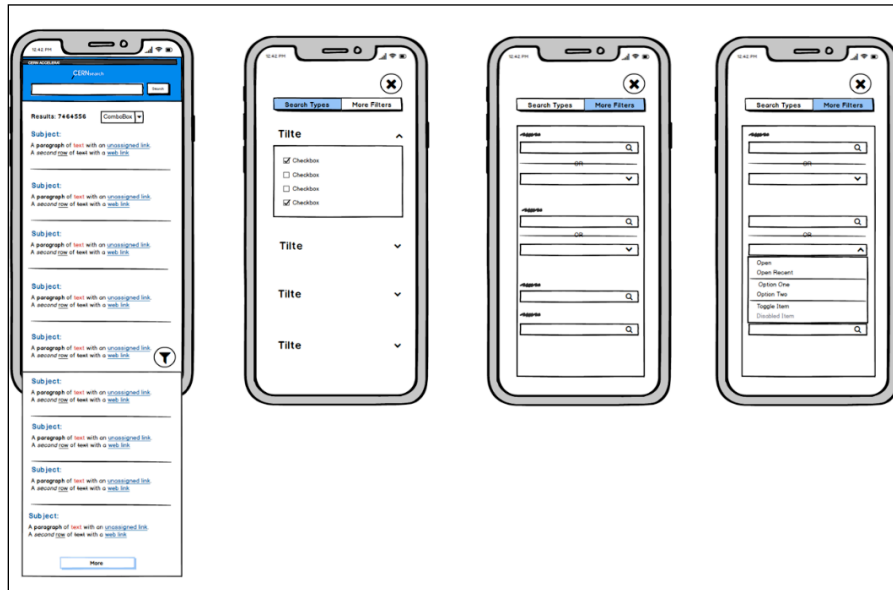 12:42 PM
CERN ACCELERAT
CERNsearch
Search
Results: 7464556
ComboBox
Subject:
A paragraph of text with an unassigned link.
A second row of text with a web link
Subject:
A paragraph of text with an unassigned link.
A second row of text with a web link
Subject:
A paragraph of text with an unassigned link.
A second row of text with a web link
Subject:
A paragraph of text with an unassigned link.
A second row of text with a web link
Subject:
A paragraph of text with an unassigned link.
A second row of text with a web link
Subject:
A paragraph of text with an unassigned link.
A second row of text with a web link
Subject:
A paragraph of text with an unassigned link.
A second row of text with a web link
Subject:
A paragraph of text with an unassigned link.
A second row of text with a web link
Subject:
A paragraph of text with an unassigned link.
A second row of text with a web link
More
12:42 PM
Search Types More Filters
Tilte
Checkbox
Checkbox
Checkbox
Checkbox
Tilte
Tilte
Tilte
12:42 PM
Search Types More Filters
OR
OR
12:42 PM
Search Types More Filters
OR
OR
Open
Open Recent
Option One
Option Two
Toggle Item
Disabled Item